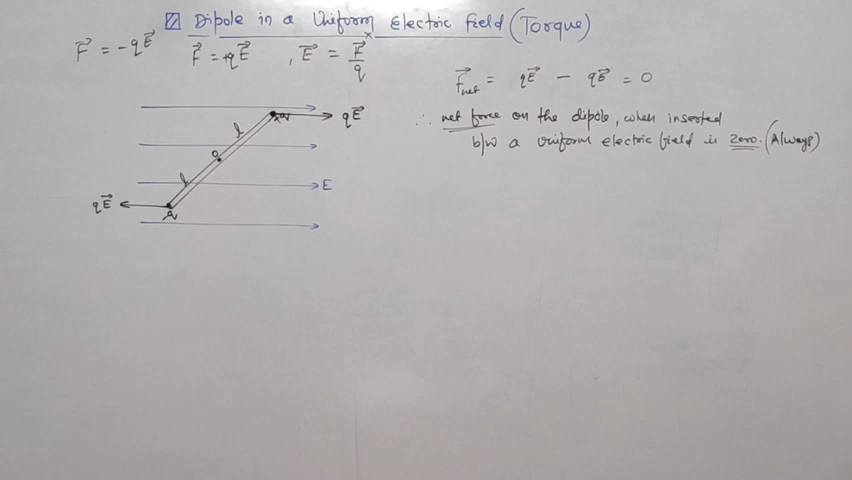 Dipole in a Uniform Electric field (Torque)
F⃗ = -qE⃗
F⃗ = +qE⃗ , E⃗ = F⃗/q
F⃗net = qE⃗ - qE⃗ = 0
∴ net force on the dipole, when inserted
b/w a uniform electric field is zero. (Always)
+q
qE⃗
l
o
l
E
qE⃗
-q